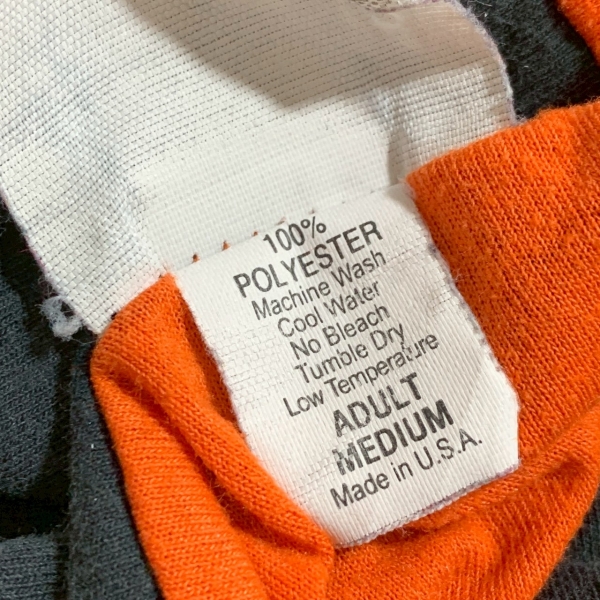 100%
POLYESTER
Machine Wash
Cool Water
No Bleach
Tumble Dry
Low Temperature
ADULT
MEDIUM
Made in U.S.A.